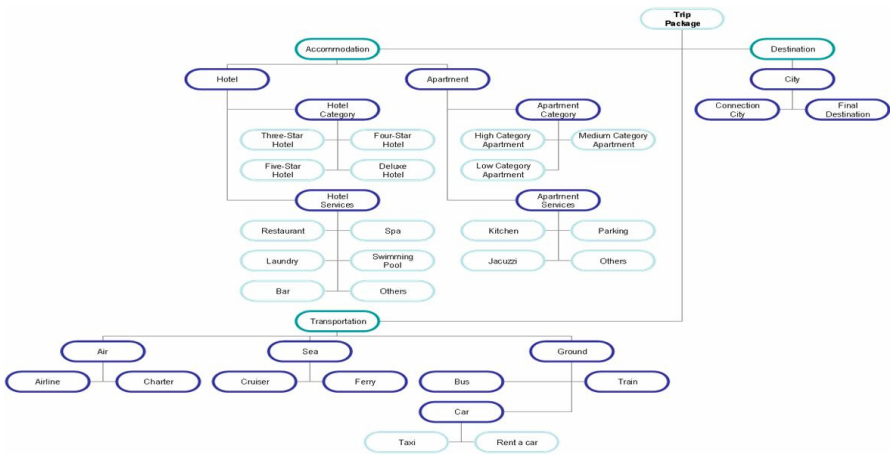 Trip
Package
Accommodation
Destination
Hotel
Apartment
City
Hotel
Category
Apartment
Category
Connection
City
Final
Destination
Three-Star
Hotel
Four-Star
Hotel
High Category
Apartment
Medium Category
Apartment
Five-Star
Hotel
Deluxe
Hotel
Low Category
Apartment
Hotel
Services
Apartment
Services
Restaurant
Spa
Kitchen
Parking
Laundry
Swimming
Pool
Jacuzzi
Others
Bar
Others
Transportation
Air
Sea
Ground
Airline
Charter
Cruiser
Ferry
Bus
Train
Car
Taxi
Rent a car